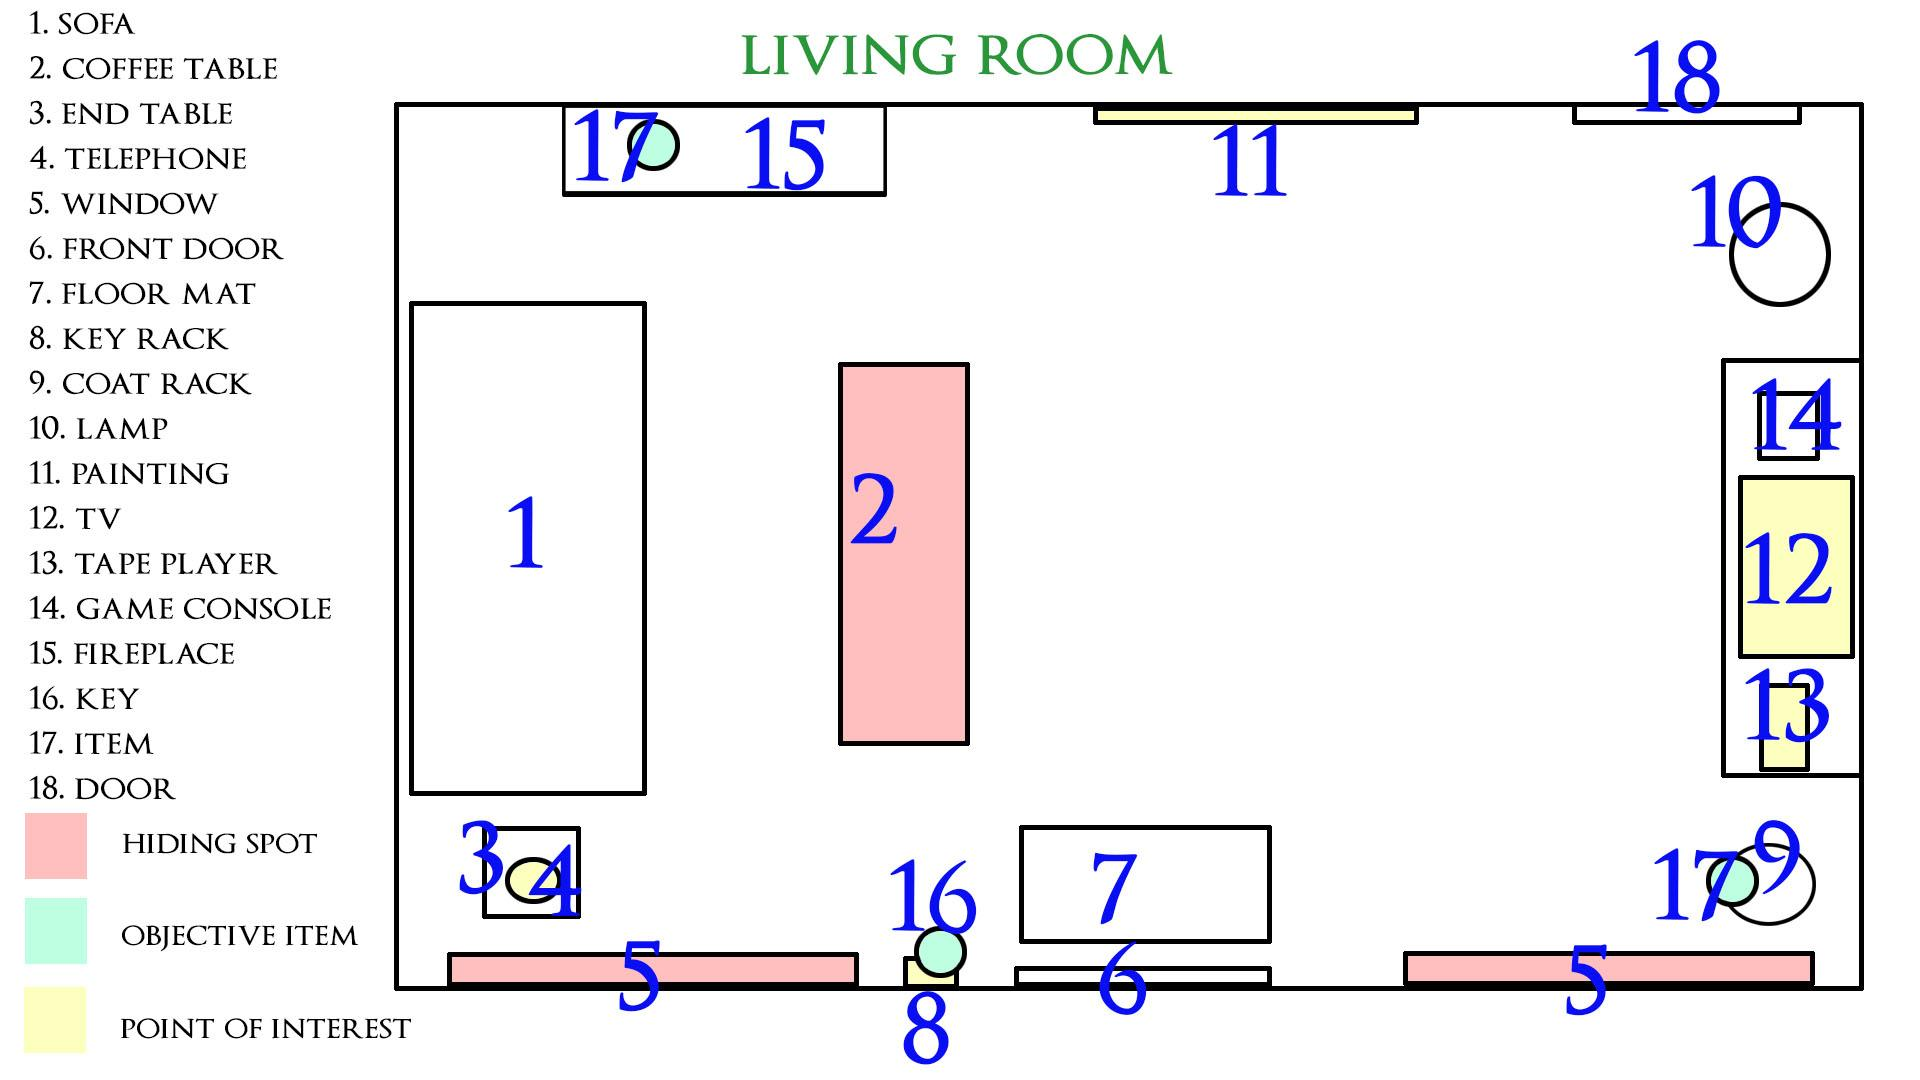 LIVING ROOM
1. SOFA
2. COFFEE TABLE
3. END TABLE
4. TELEPHONE
5. WINDOW
6. FRONT DOOR
7. FLOOR MAT
8. KEY RACK
9. COAT RACK
10. LAMP
11. PAINTING
12. TV
13. TAPE PLAYER
14. GAME CONSOLE
15. FIREPLACE
16. KEY
17. ITEM
18. DOOR
HIDING SPOT
OBJECTIVE ITEM
POINT OF INTEREST
18
17 15
11
10
14
1
2
12
13
3 4
16
7
17 9
5
6
5
8